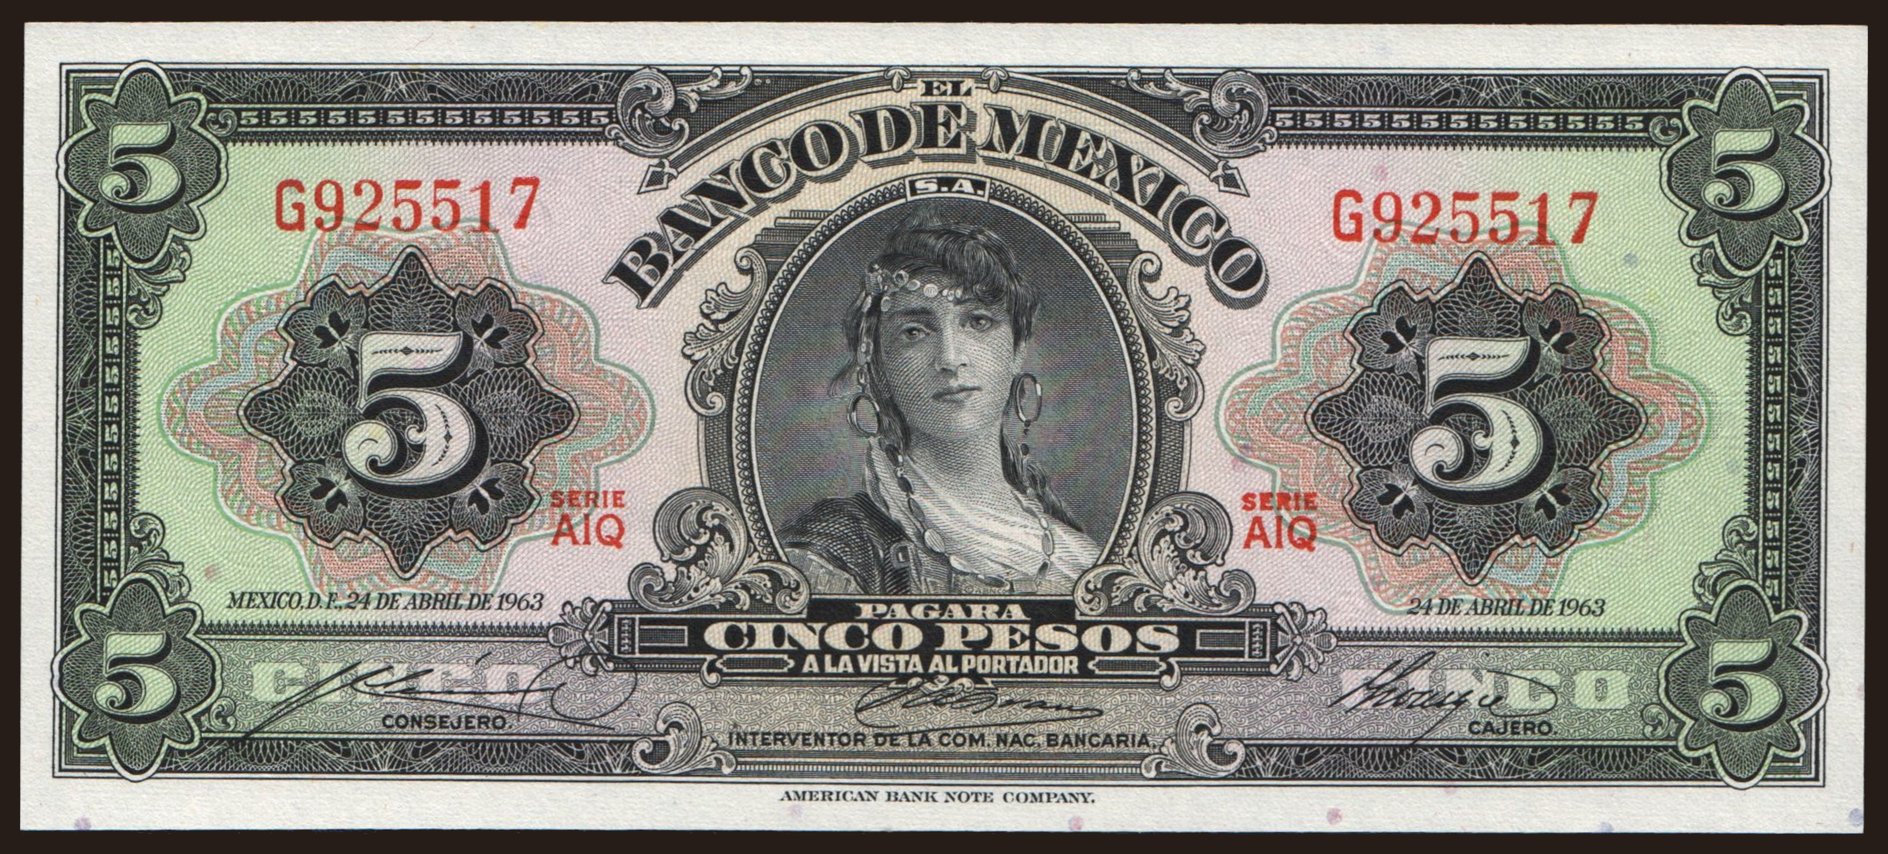 EL
BANCO DE MEXICO
S.A.
5 5
G925517 G925517
5 5
SERIE SERIE
AIQ AIQ
MEXICO, D. F., 24 DE ABRIL DE 1963 24 DE ABRIL DE 1963
PAGARA
CINCO PESOS
A LA VISTA AL PORTADOR
5 CINCO CINCO 5
CONSEJERO. CAJERO.
INTERVENTOR DE LA COM. NAC. BANCARIA.
AMERICAN BANK NOTE COMPANY.